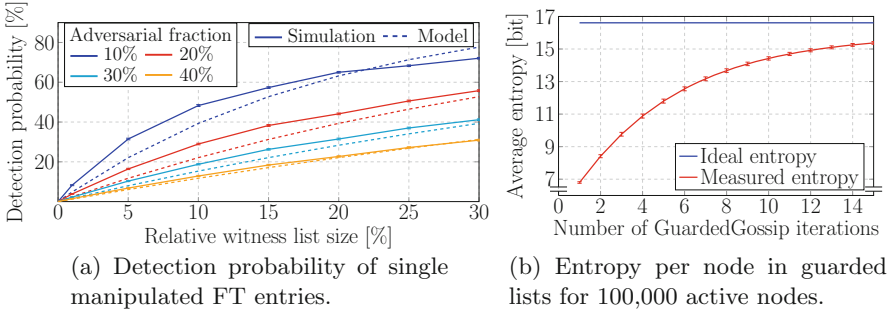 Detection probability [%]
80
60
40
20
0
5
10
15
20
25
30
Relative witness list size [%]
Adversarial fraction
10% 20%
30% 40%
Simulation Model
(a) Detection probability of single
manipulated FT entries.
Average entropy [bit]
17
15
13
11
9
7
0
2
4
6
8
10
12
14
Number of GuardedGossip iterations
Ideal entropy
Measured entropy
(b) Entropy per node in guarded
lists for 100,000 active nodes.